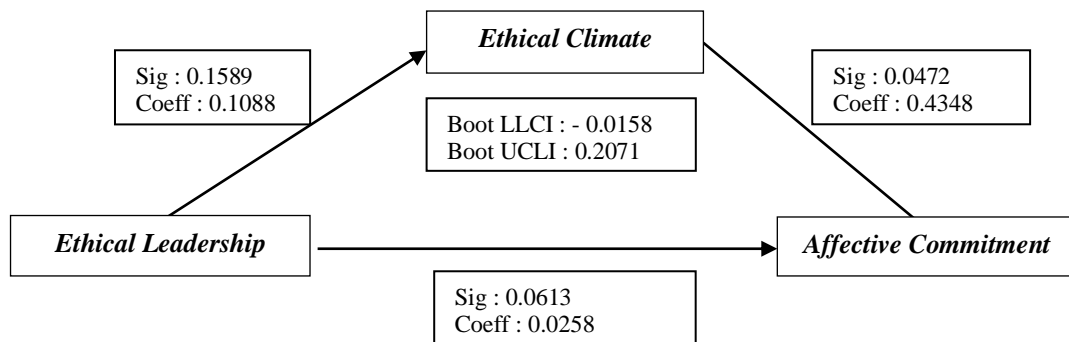 Ethical Climate
Sig : 0.1589
Coeff : 0.1088
Sig : 0.0472
Coeff : 0.4348
Boot LLCI : - 0.0158
Boot UCLI : 0.2071
Ethical Leadership
Affective Commitment
Sig : 0.0613
Coeff : 0.0258